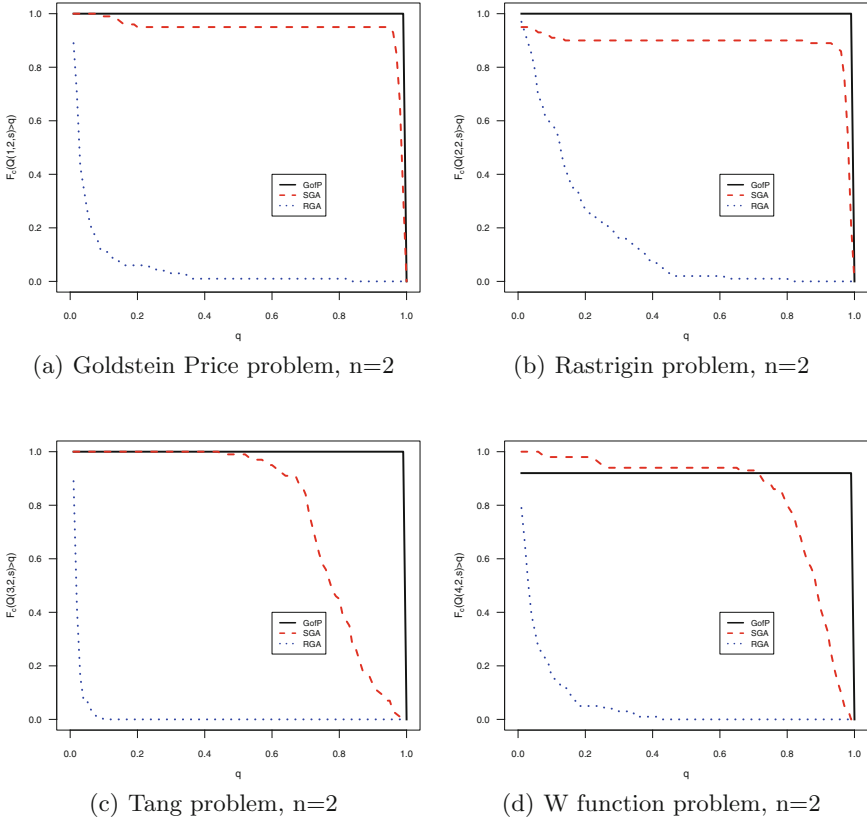 1.0
0.8
0.6
0.4
0.2
0.0
F_c(Q(1,2,s)>q)
GofP
SGA
RGA
0.0 0.2 0.4 0.6 0.8 1.0
q
(a) Goldstein Price problem, n=2
1.0
0.8
0.6
0.4
0.2
0.0
F_c(Q(2,2,s)>q)
GofP
SGA
RGA
0.0 0.2 0.4 0.6 0.8 1.0
q
(b) Rastrigin problem, n=2
1.0
0.8
0.6
0.4
0.2
0.0
F_c(Q(3,2,s)>q)
GofP
SGA
RGA
0.0 0.2 0.4 0.6 0.8 1.0
q
(c) Tang problem, n=2
1.0
0.8
0.6
0.4
0.2
0.0
F_c(Q(4,2,s)>q)
GofP
SGA
RGA
0.0 0.2 0.4 0.6 0.8 1.0
q
(d) W function problem, n=2